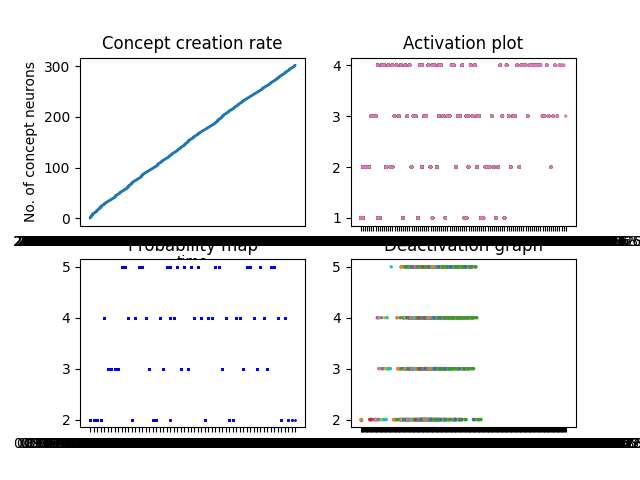 Concept creation rate
Activation plot
No. of concept neurons
300
200
100
0
4
3
2
1
time
Probability map
Deactivation graph
5
4
3
2
5
4
3
2